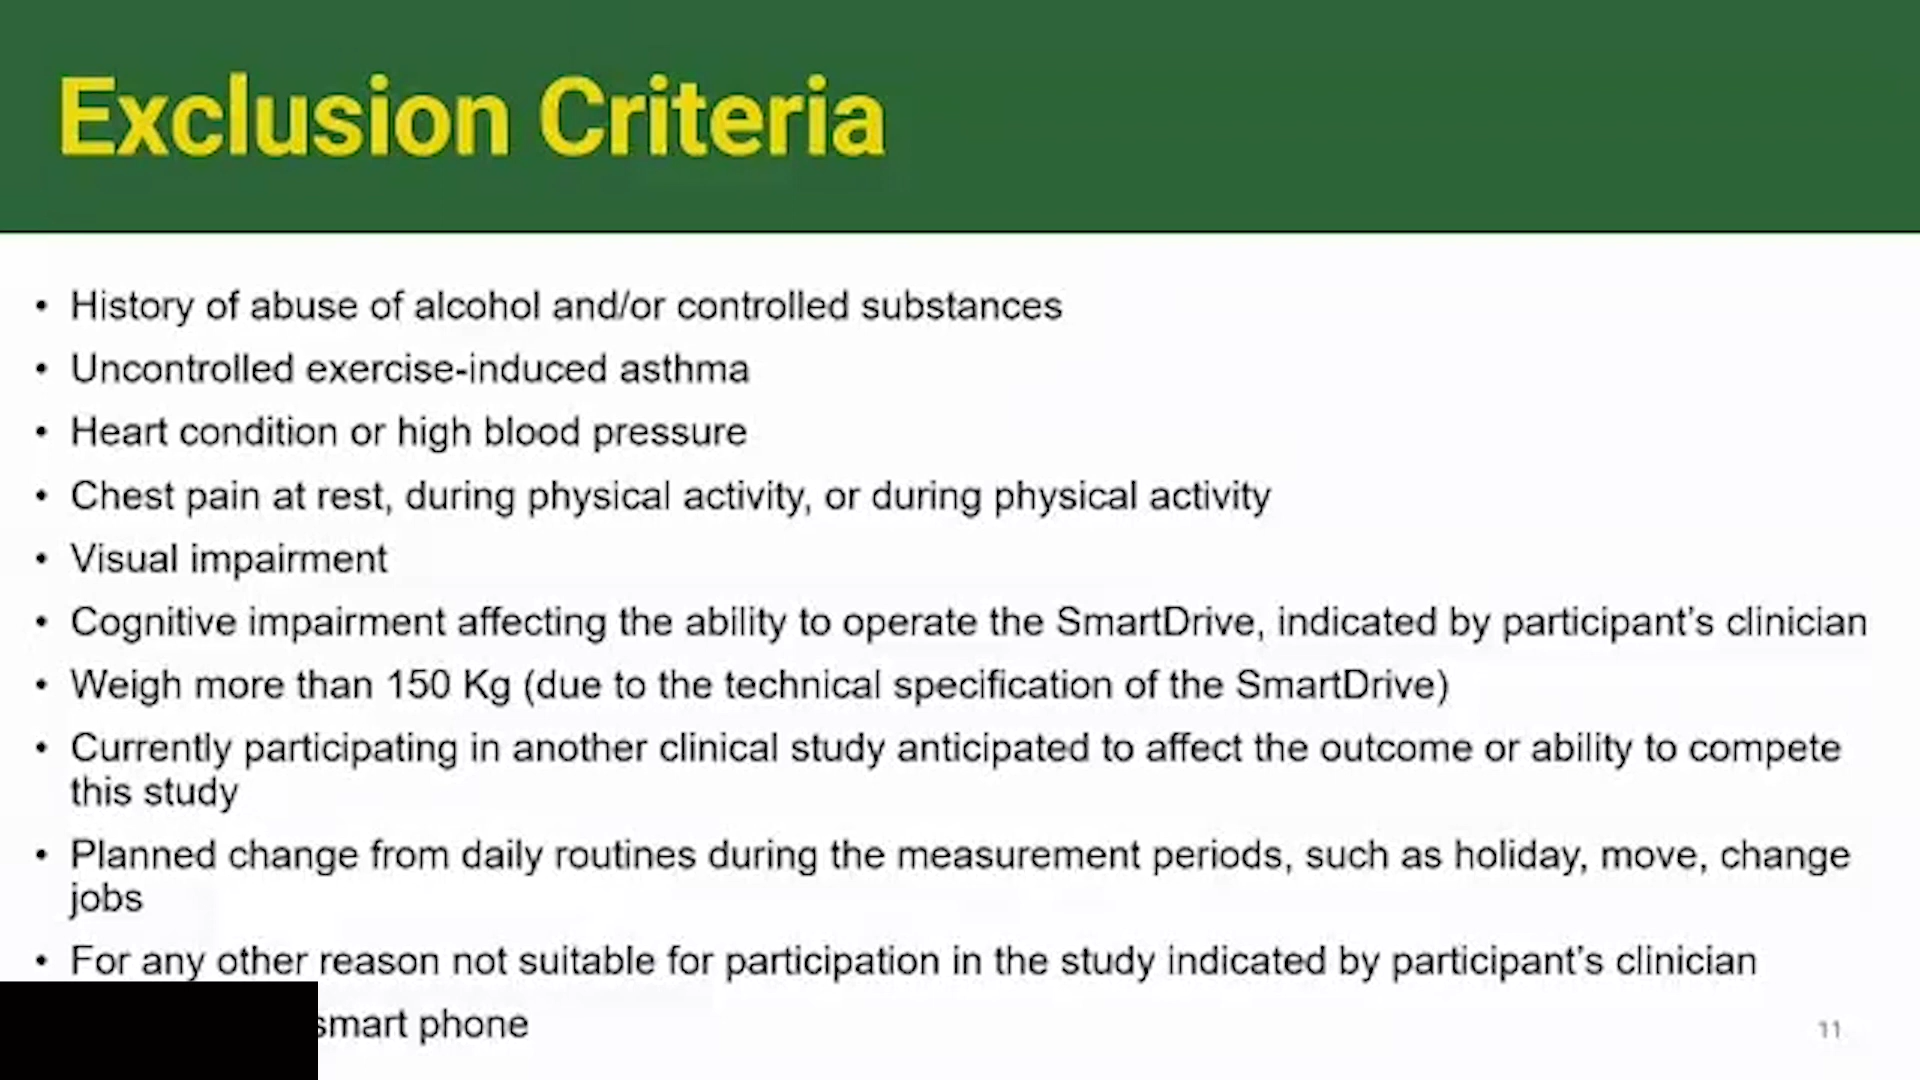 Exclusion Criteria
• History of abuse of alcohol and/or controlled substances
• Uncontrolled exercise-induced asthma
• Heart condition or high blood pressure
• Chest pain at rest, during physical activity, or during physical activity
• Visual impairment
• Cognitive impairment affecting the ability to operate the SmartDrive, indicated by participant's clinician
• Weigh more than 150 Kg (due to the technical specification of the SmartDrive)
• Currently participating in another clinical study anticipated to affect the outcome or ability to compete
this study
• Planned change from daily routines during the measurement periods, such as holiday, move, change
jobs
• For any other reason not suitable for participation in the study indicated by participant's clinician
smart phone
11